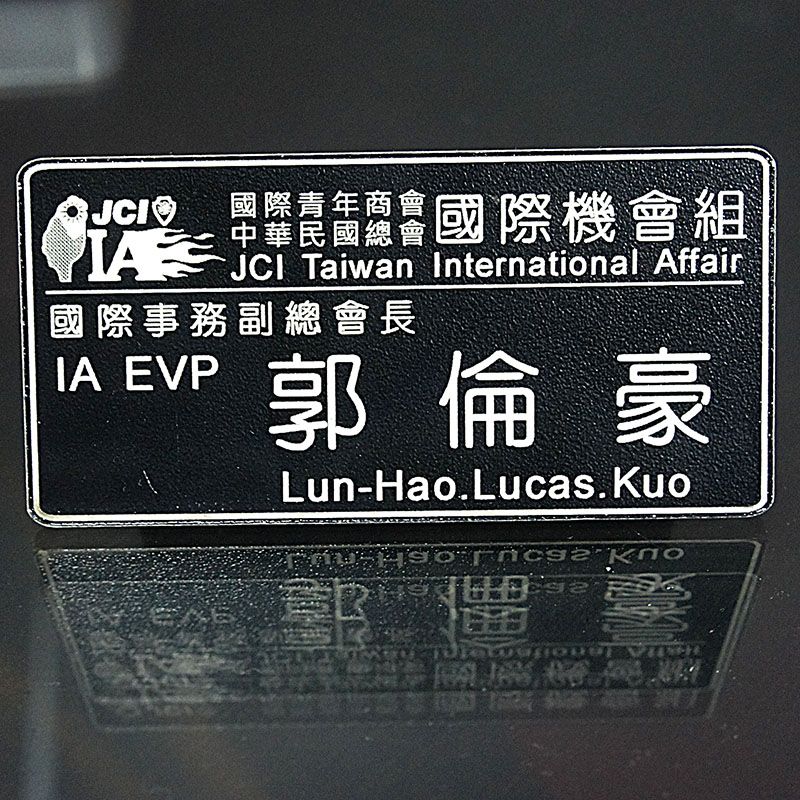 JCI
IA
國際青年商會
中華民國總會
國際機會組
JCI Taiwan International Affair
國際事務副總會長
IA EVP
郭倫豪
Lun-Hao.Lucas.Kuo